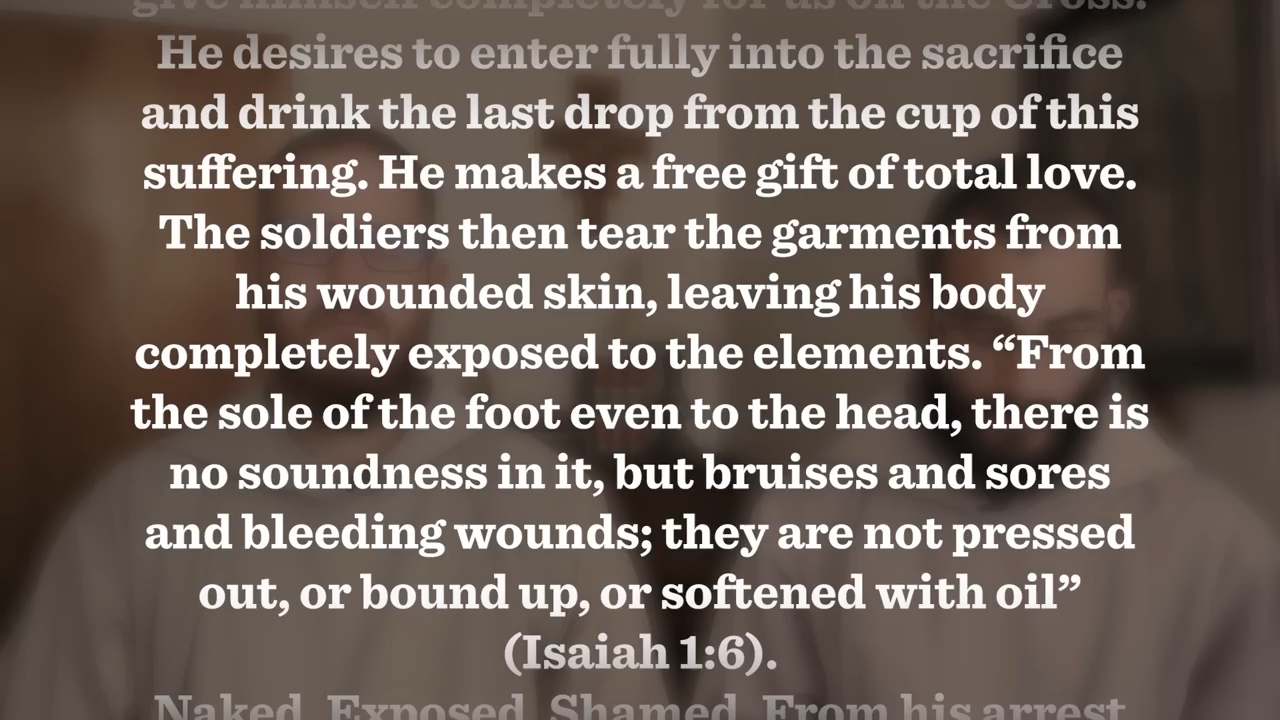 give himself completely for us on the Cross.
He desires to enter fully into the sacrifice
and drink the last drop from the cup of this
suffering. He makes a free gift of total love.
The soldiers then tear the garments from
his wounded skin, leaving his body
completely exposed to the elements. “From
the sole of the foot even to the head, there is
no soundness in it, but bruises and sores
and bleeding wounds; they are not pressed
out, or bound up, or softened with oil”
(Isaiah 1:6).
Naked. Exposed. Shamed. From his arrest